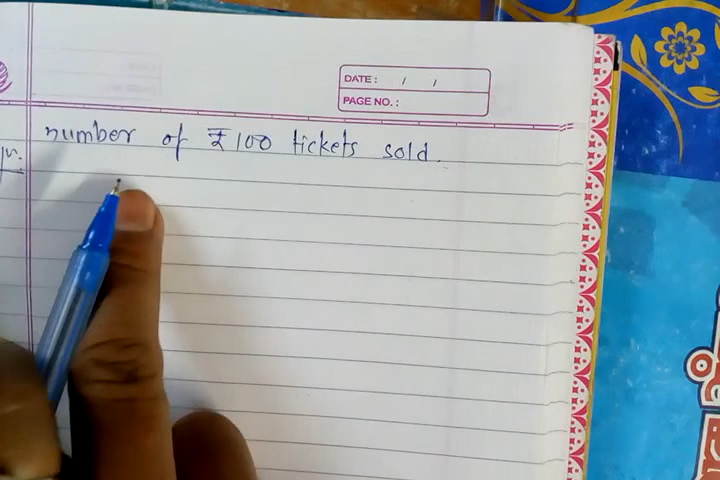 DATE : / /
PAGE NO. :
number of ₹100 tickets sold.